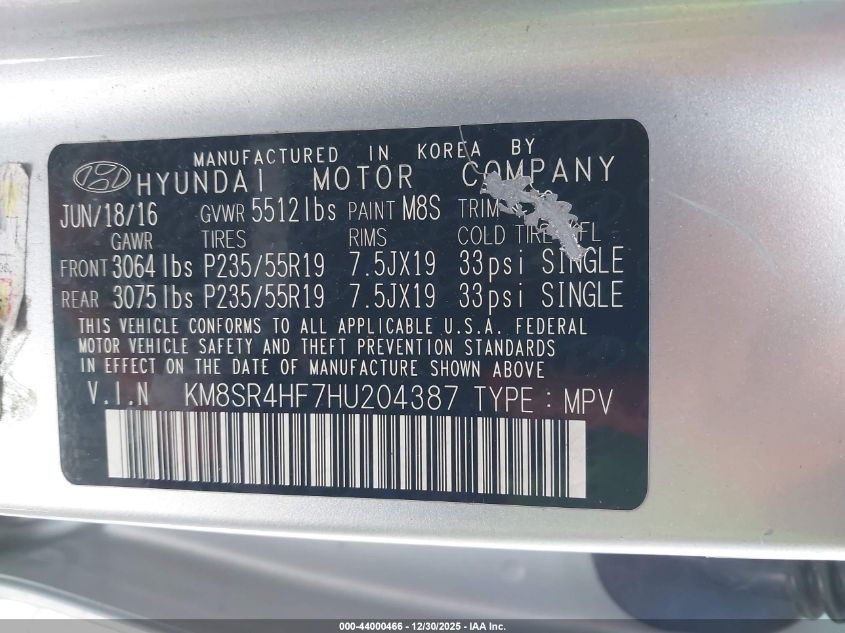 MANUFACTURED IN KOREA BY
HYUNDAI MOTOR COMPANY
JUN/18/16 GVWR 5512lbs PAINT M8S TRIM
GAWR TIRES RIMS COLD TIRE
FRONT 3064lbs P235/55R19 7.5JX19 33psi SINGLE
REAR 3075lbs P235/55R19 7.5JX19 33psi SINGLE
THIS VEHICLE CONFORMS TO ALL APPLICABLE U.S.A. FEDERAL
MOTOR VEHICLE SAFETY AND THEFT PREVENTION STANDARDS
IN EFFECT ON THE DATE OF MANUFACTURE SHOWN ABOVE
V.I.N KM8SR4HF7HU204387 TYPE : MPV
000-44000466 - 12/30/2025 - IAA Inc.